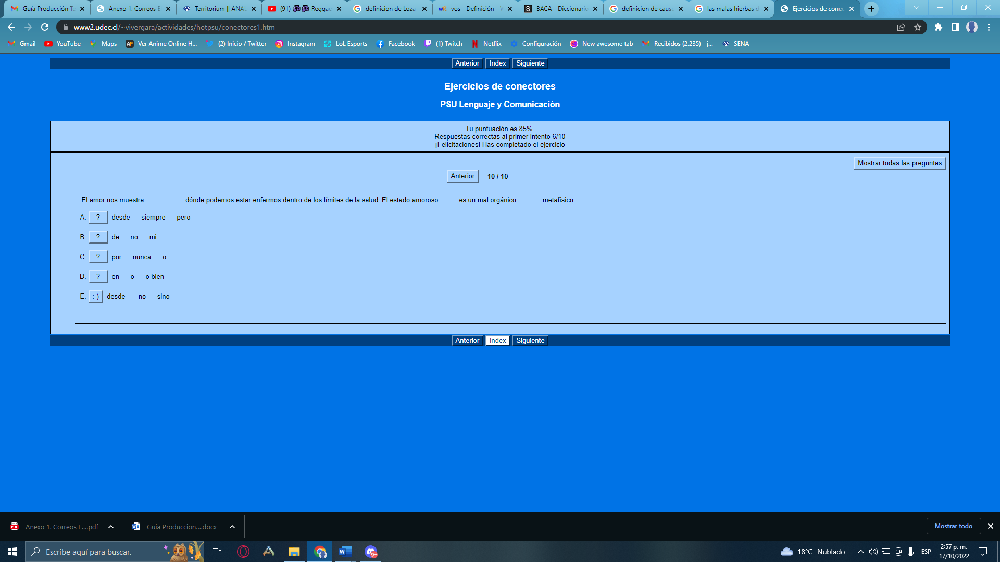 Guía Producción Te
Anexo 1. Correos E
Territorium || ANAL
(91) Reggae
definicion de Loza
vos - Definición - W
BACA - Diccionario
definicion de cause
las malas hierbas d
Ejercicios de conec
www2.udec.cl/~vivergara/actividades/hotpsu/conectores1.htm
Gmail YouTube Maps Ver Anime Online H... (2) Inicio / Twitter Instagram LoL Esports Facebook (1) Twitch Netflix Configuración New awesome tab Recibidos (2.235) - j... SENA
Anterior Index Siguiente
Ejercicios de conectores
PSU Lenguaje y Comunicación
Tu puntuación es 85%.
Respuestas correctas al primer intento 6/10
¡Felicitaciones! Has completado el ejercicio
Mostrar todas las preguntas
Anterior 10 / 10
El amor nos muestra .....................dónde podemos estar enfermos dentro de los límites de la salud. El estado amoroso.......... es un mal orgánico..............metafísico.
A. ? desde siempre pero
B. ? de no mi
C. ? por nunca o
D. ? en o o bien
E. :-) desde no sino
Anterior Index Siguiente
Anexo 1. Correos E....pdf
Guia Produccion....docx
Mostrar todo
Escribe aquí para buscar.
18°C Nublado
ESP
2:57 p. m.
17/10/2022